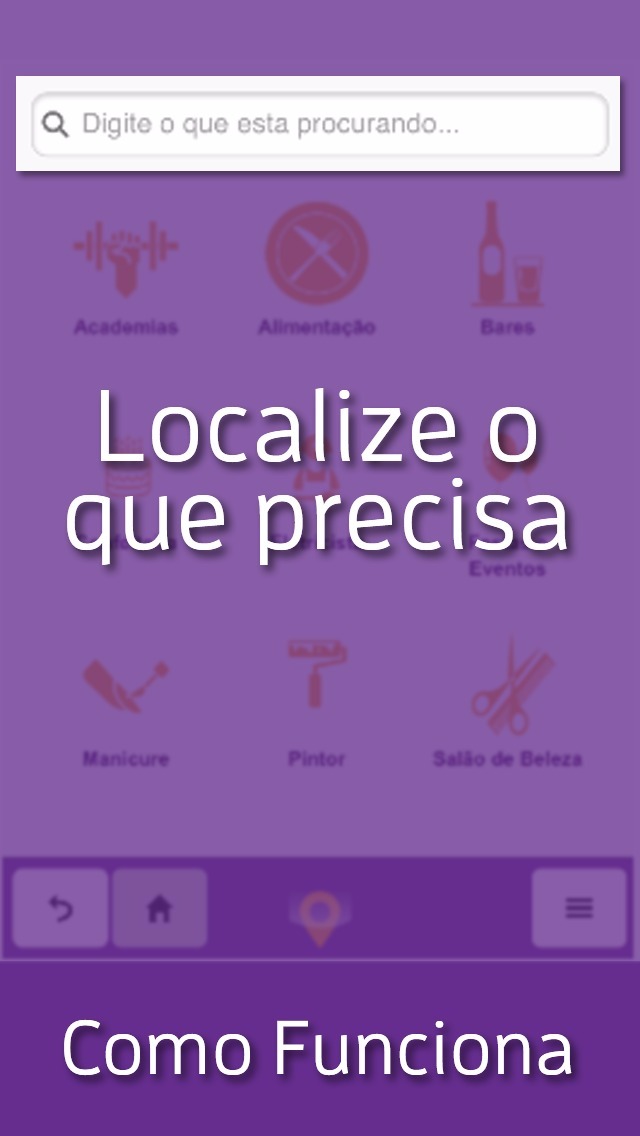 Digite o que esta procurando...
Academias
Alimentação
Bares
Localize o
que precisa
Eventos
Manicure
Pintor
Salão de Beleza
Como Funciona